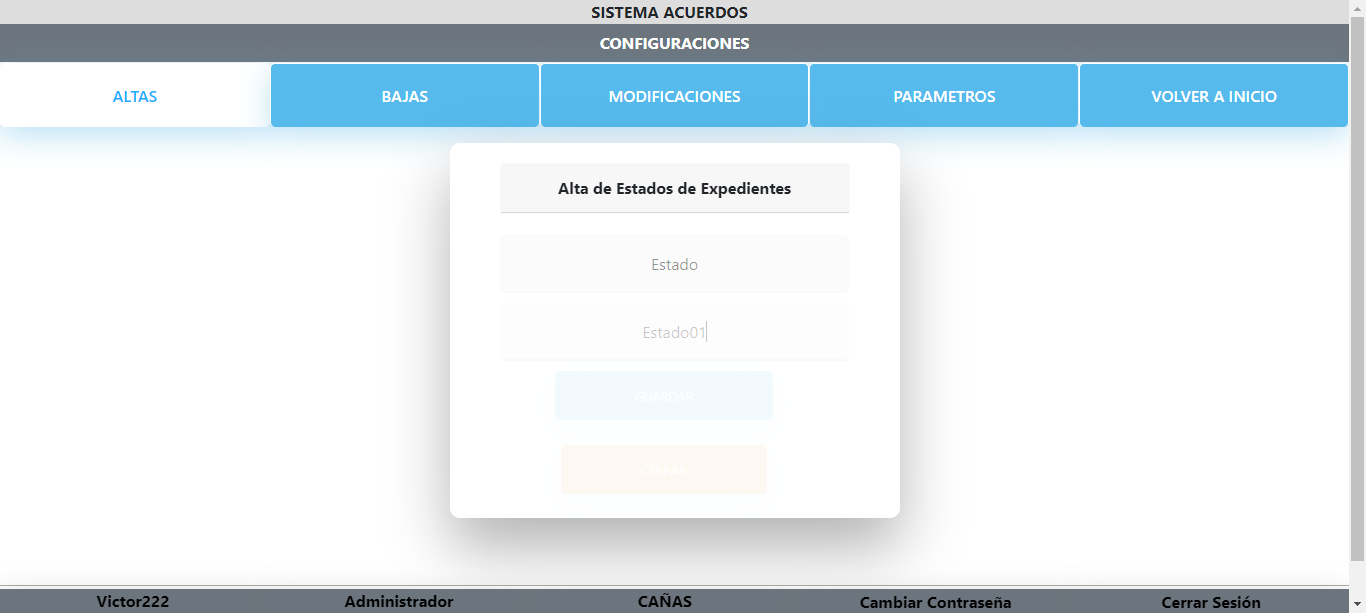 SISTEMA ACUERDOS
CONFIGURACIONES
ALTAS
BAJAS
MODIFICACIONES
PARAMETROS
VOLVER A INICIO
Alta de Estados de Expedientes
Estado
Estado01
GUARDAR
CERRAR
Victor222
Administrador
CAÑAS
Cambiar Contraseña
Cerrar Sesión